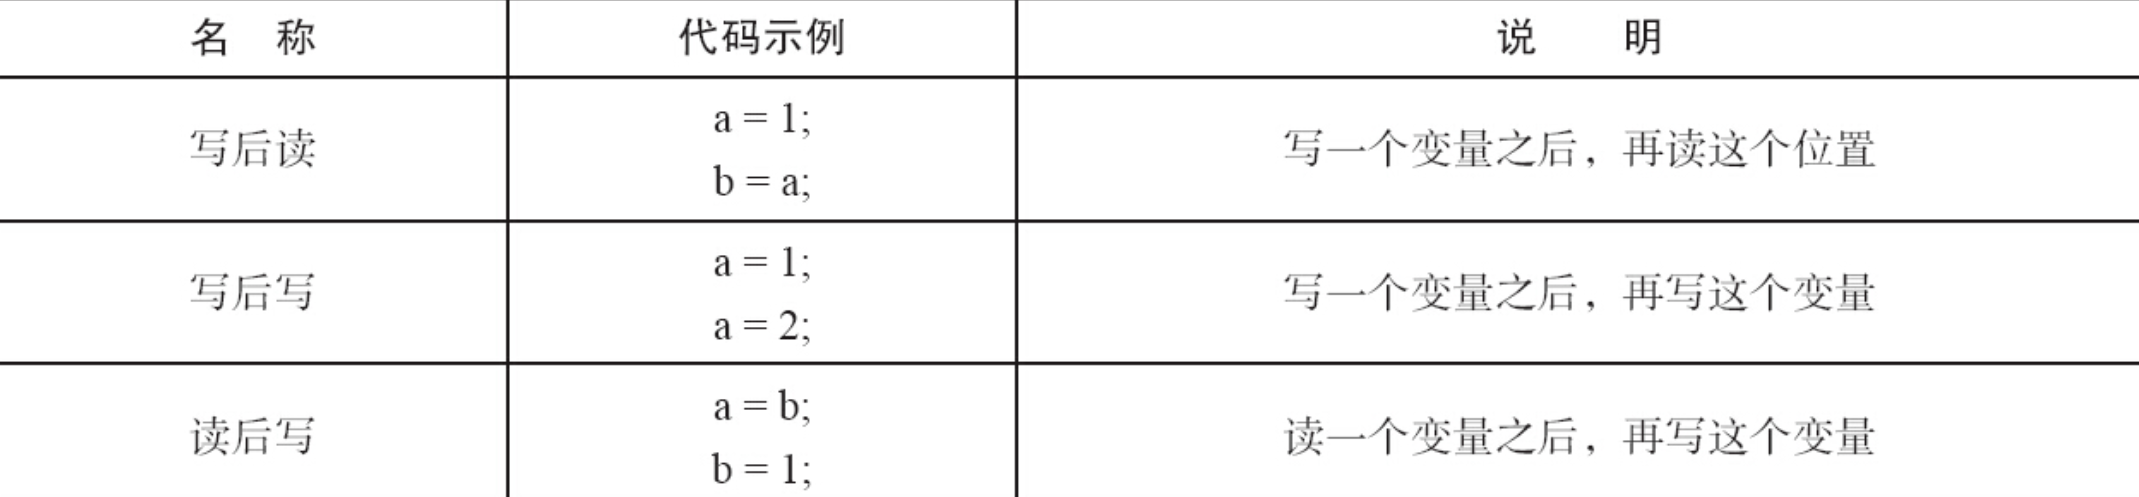 名 称 代码示例 说 明
写后读 a = 1; 写一个变量之后，再读这个位置
b = a;
写后写 a = 1; 写一个变量之后，再写这个变量
a = 2;
读后写 a = b; 读一个变量之后，再写这个变量
b = 1;